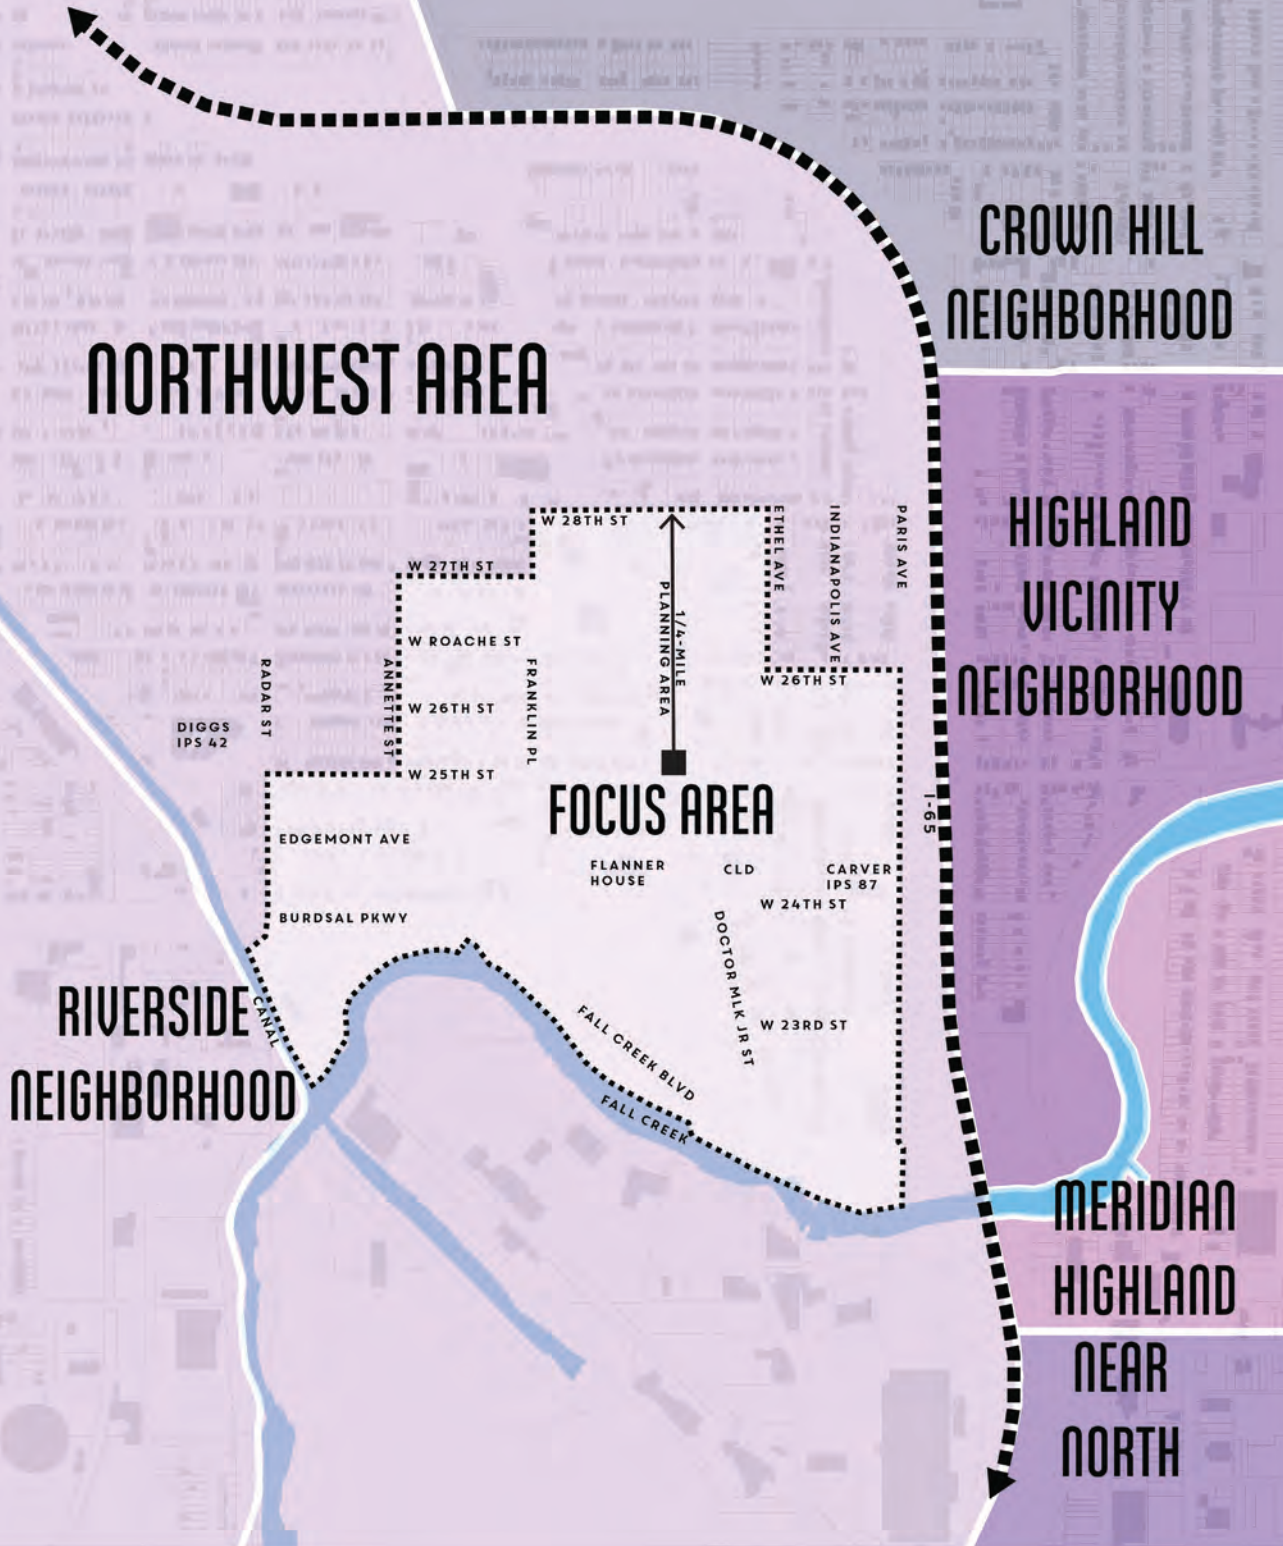 CROWN HILL
NEIGHBORHOOD
NORTHWEST AREA
HIGHLAND
VICINITY
NEIGHBORHOOD
W 28TH ST
ETHEL AVE
INDIANAPOLIS AVE
PARIS AVE
W 27TH ST
1/4-MILE
PLANNING AREA
W ROACHE ST
RADAR ST
ANNETTE ST
FRANKLIN PL
W 26TH ST
W 26TH ST
DIGGS
IPS 42
W 25TH ST
FOCUS AREA
I-65
EDGEMONT AVE
FLANNER
HOUSE
CLD
CARVER
IPS 87
W 24TH ST
BURDSAL PKWY
DOCTOR MLK JR ST
RIVERSIDE
NEIGHBORHOOD
CANAL
W 23RD ST
FALL CREEK BLVD
FALL CREEK
MERIDIAN
HIGHLAND
NEAR
NORTH